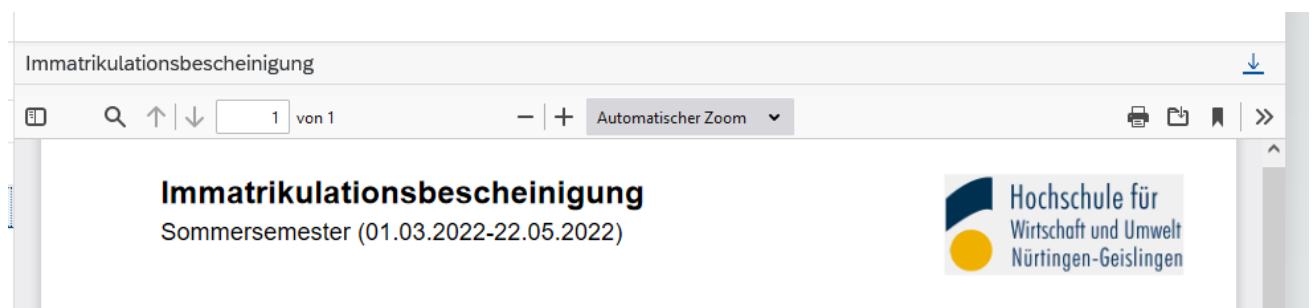 Immatrikulationsbescheinigung
1 von 1
Automatischer Zoom
Immatrikulationsbescheinigung
Sommersemester (01.03.2022-22.05.2022)
Hochschule für
Wirtschaft und Umwelt
Nürtingen-Geislingen